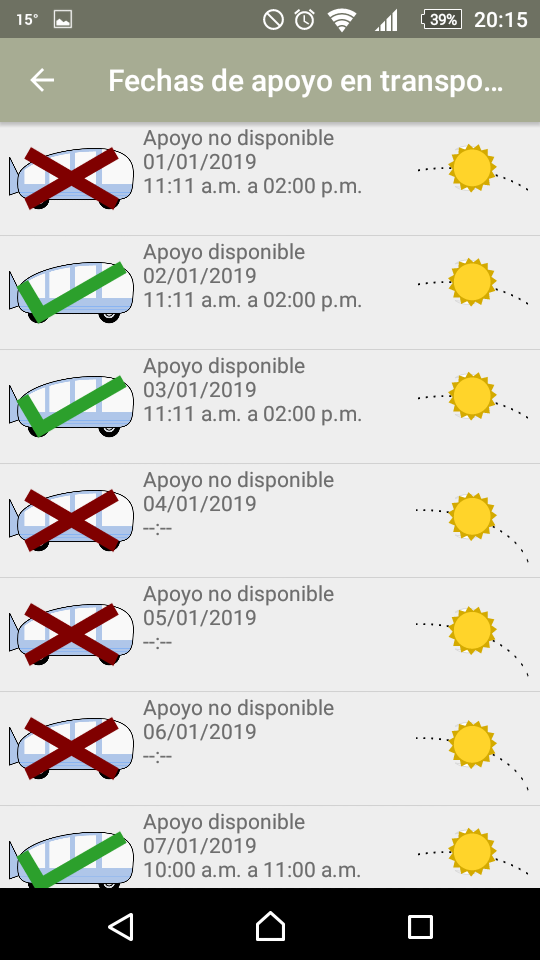 15°
39%
20:15
Fechas de apoyo en transpo...
Apoyo no disponible
01/01/2019
11:11 a.m. a 02:00 p.m.
Apoyo disponible
02/01/2019
11:11 a.m. a 02:00 p.m.
Apoyo disponible
03/01/2019
11:11 a.m. a 02:00 p.m.
Apoyo no disponible
04/01/2019
--:--
Apoyo no disponible
05/01/2019
--:--
Apoyo no disponible
06/01/2019
--:--
Apoyo disponible
07/01/2019
10:00 a.m. a 11:00 a.m.